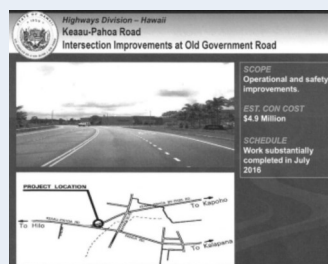 Highways Division – Hawaii
Keaau-Pahoa Road
Intersection Improvements at Old Government Road
SCOPE
Operational and safety
improvements.
EST. CON COST
$4.9 Million
SCHEDULE
Work substantially
completed in July
2016
PROJECT LOCATION
To Kapoho
To Hilo
To Kalapana